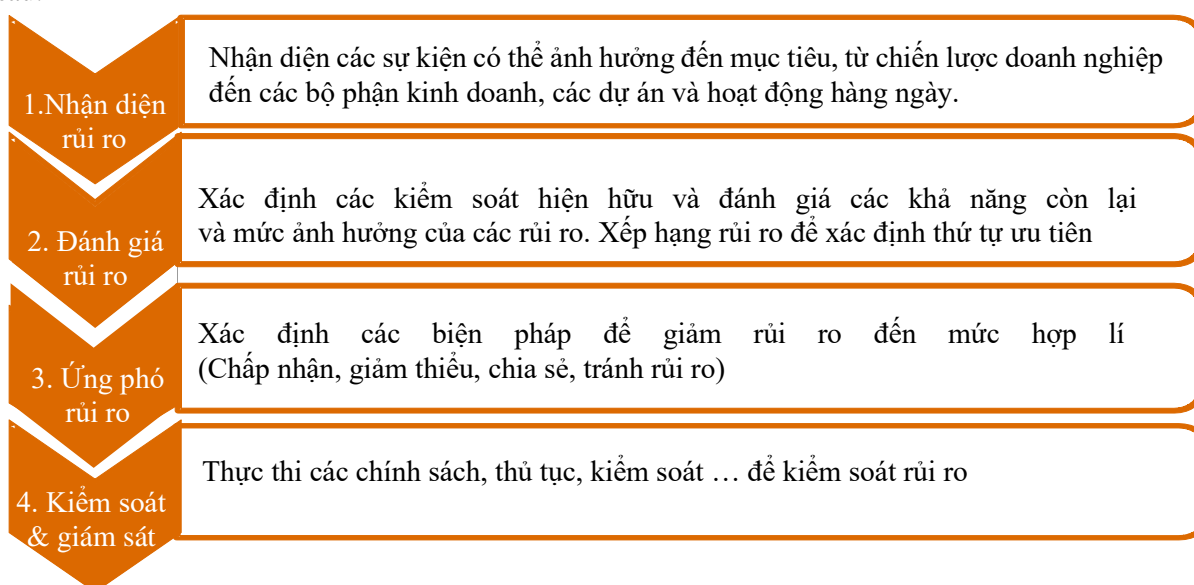 Nhận diện các sự kiện có thể ảnh hưởng đến mục tiêu, từ chiến lược doanh nghiệp
đến các bộ phận kinh doanh, các dự án và hoạt động hàng ngày.
1.Nhận diện
rủi ro
Xác định các kiểm soát hiện hữu và đánh giá các khả năng còn lại
và mức ảnh hưởng của các rủi ro. Xếp hạng rủi ro để xác định thứ tự ưu tiên
2. Đánh giá
rủi ro
Xác định các biện pháp để giảm rủi ro đến mức hợp lí
(Chấp nhận, giảm thiểu, chia sẻ, tránh rủi ro)
3. Ứng phó
rủi ro
Thực thi các chính sách, thủ tục, kiểm soát … để kiểm soát rủi ro
4. Kiểm soát
& giám sát